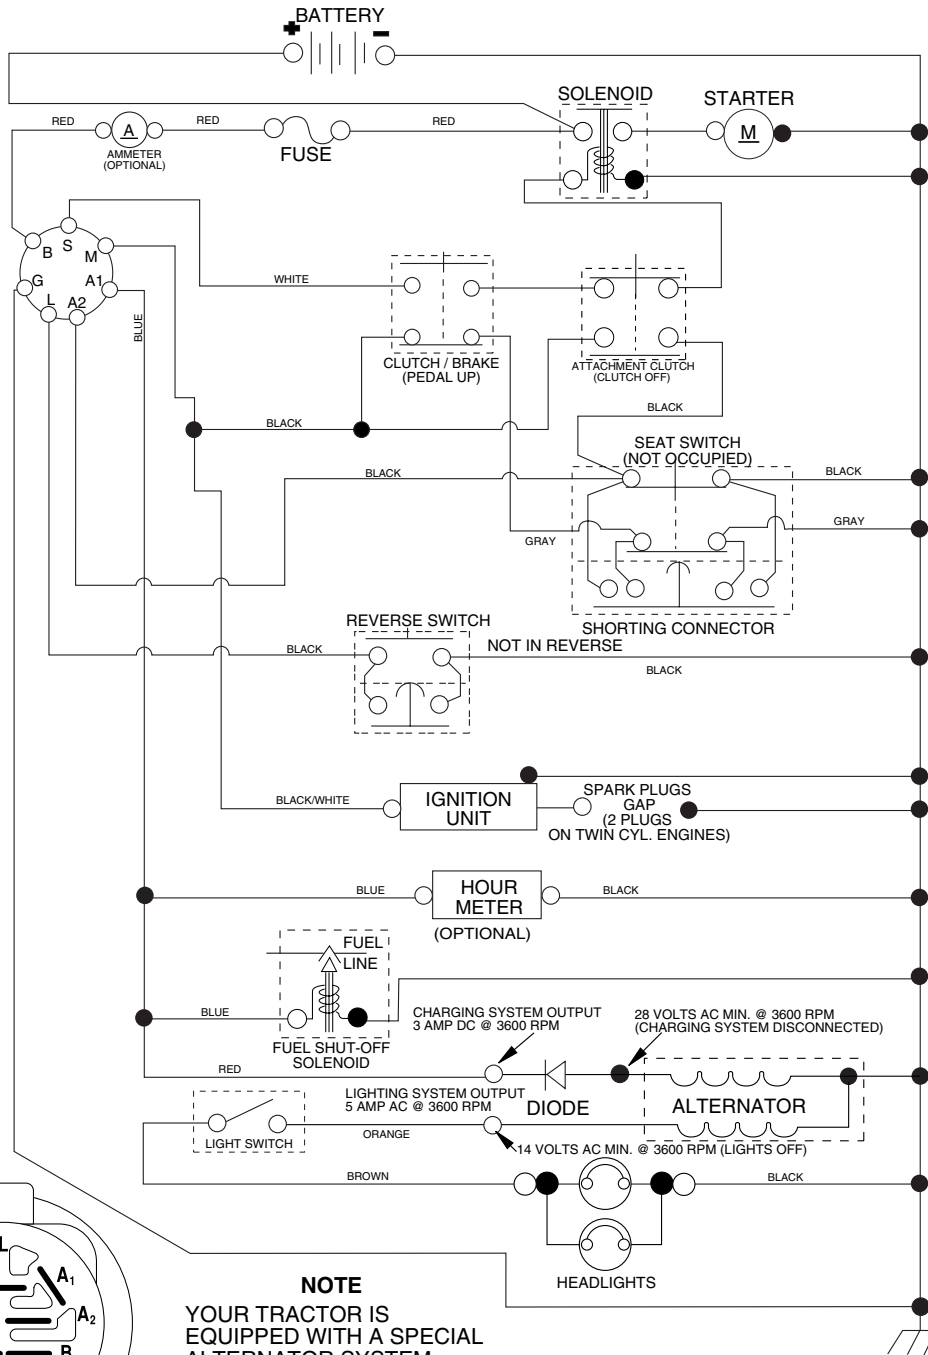 BATTERY
+ -
SOLENOID
STARTER
RED
A
RED
RED
M
AMMETER
(OPTIONAL)
FUSE
S
B
M
G
A1
L
A2
WHITE
BLUE
CLUTCH / BRAKE
(PEDAL UP)
ATTACHMENT CLUTCH
(CLUTCH OFF)
BLACK
BLACK
SEAT SWITCH
(NOT OCCUPIED)
BLACK
BLACK
GRAY
GRAY
SHORTING CONNECTOR
REVERSE SWITCH
NOT IN REVERSE
BLACK
BLACK
BLACK/WHITE
IGNITION
UNIT
SPARK PLUGS
GAP
(2 PLUGS
ON TWIN CYL. ENGINES)
BLUE
HOUR
METER
BLACK
(OPTIONAL)
FUEL
LINE
BLUE
FUEL SHUT-OFF
SOLENOID
CHARGING SYSTEM OUTPUT
3 AMP DC @ 3600 RPM
28 VOLTS AC MIN. @ 3600 RPM
(CHARGING SYSTEM DISCONNECTED)
RED
LIGHTING SYSTEM OUTPUT
5 AMP AC @ 3600 RPM
DIODE
ALTERNATOR
LIGHT SWITCH
ORANGE
14 VOLTS AC MIN. @ 3600 RPM (LIGHTS OFF)
BROWN
BLACK
HEADLIGHTS
L
A1
A2
B
NOTE
YOUR TRACTOR IS
EQUIPPED WITH A SPECIAL
ALTERNATOR SYSTEM